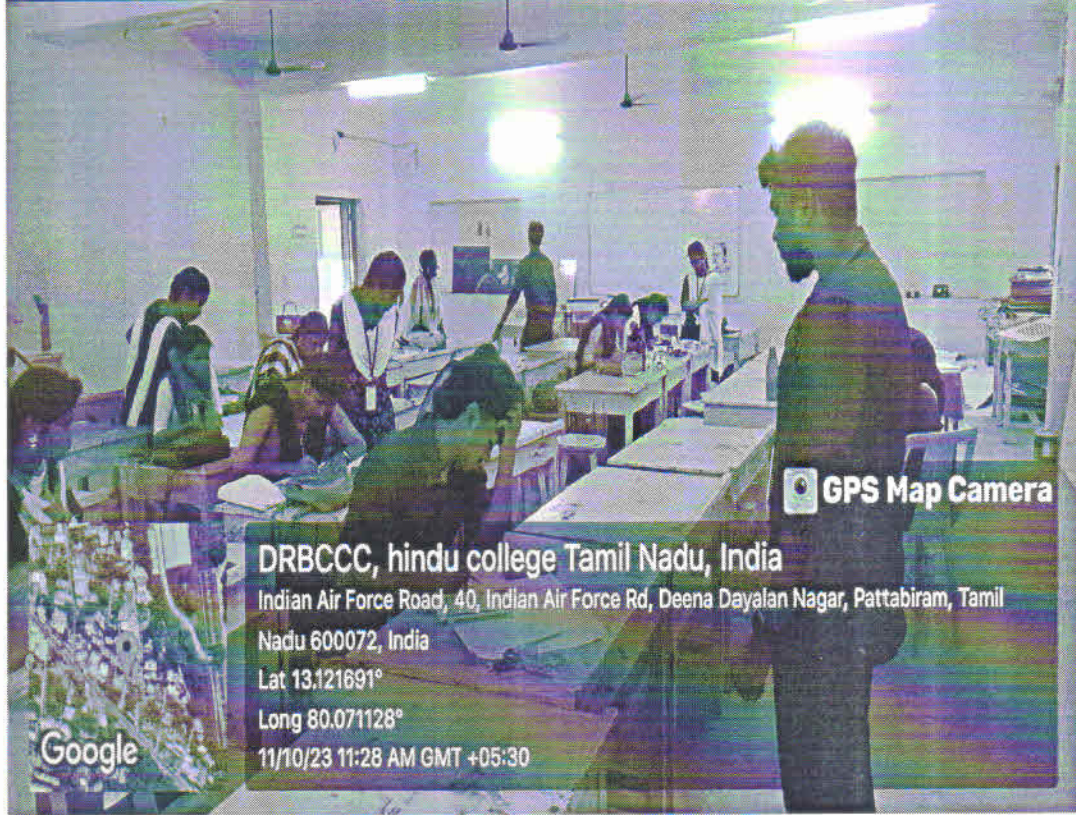 GPS Map Camera
DRBCCC, hindu college Tamil Nadu, India
Indian Air Force Road, 40, Indian Air Force Rd, Deena Dayalan Nagar, Pattabiram, Tamil
Nadu 600072, India
Lat 13.121691°
Long 80.071128°
11/10/23 11:28 AM GMT +05:30
Google